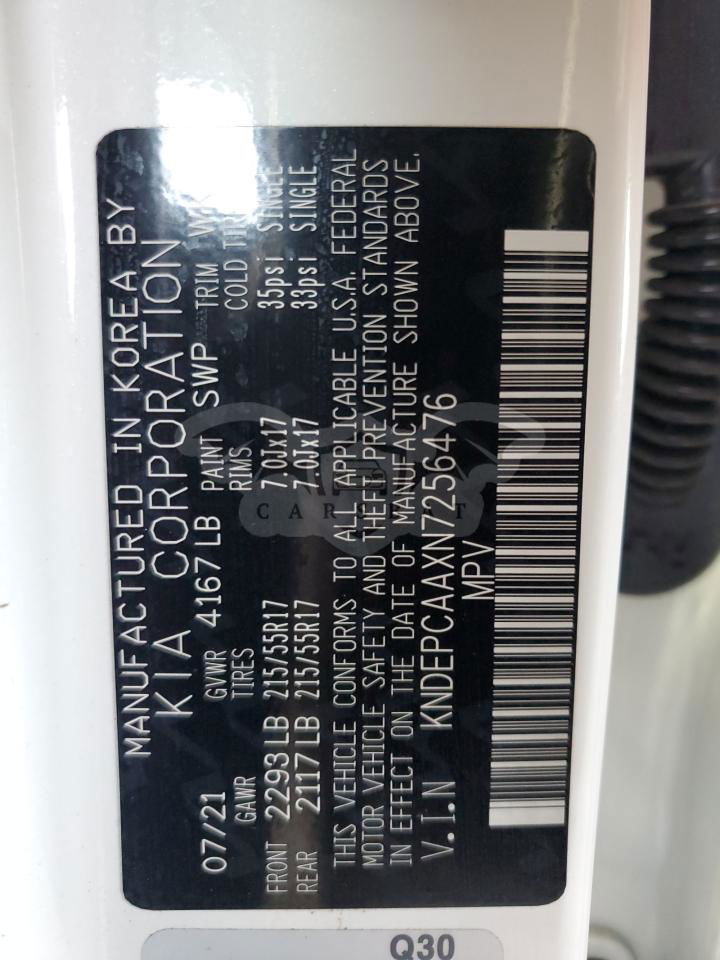 MANUFACTURED IN KOREA BY
KIA CORPORATION
07/21 GVWR 4167 LB PAINT SWP TRIM
GAWR TIRES RIMS COLD
FRONT 2293 LB 215/55R17 7.0Jx17 35psi SINGLE
REAR 2117 LB 215/55R17 7.0Jx17 33psi SINGLE
THIS VEHICLE CONFORMS TO ALL APPLICABLE U.S.A. FEDERAL
MOTOR VEHICLE SAFETY AND THEFT PREVENTION STANDARDS
IN EFFECT ON THE DATE OF MANUFACTURE SHOWN ABOVE.
V.I.N KNDEPCAAXN7256476
MPV
Q30